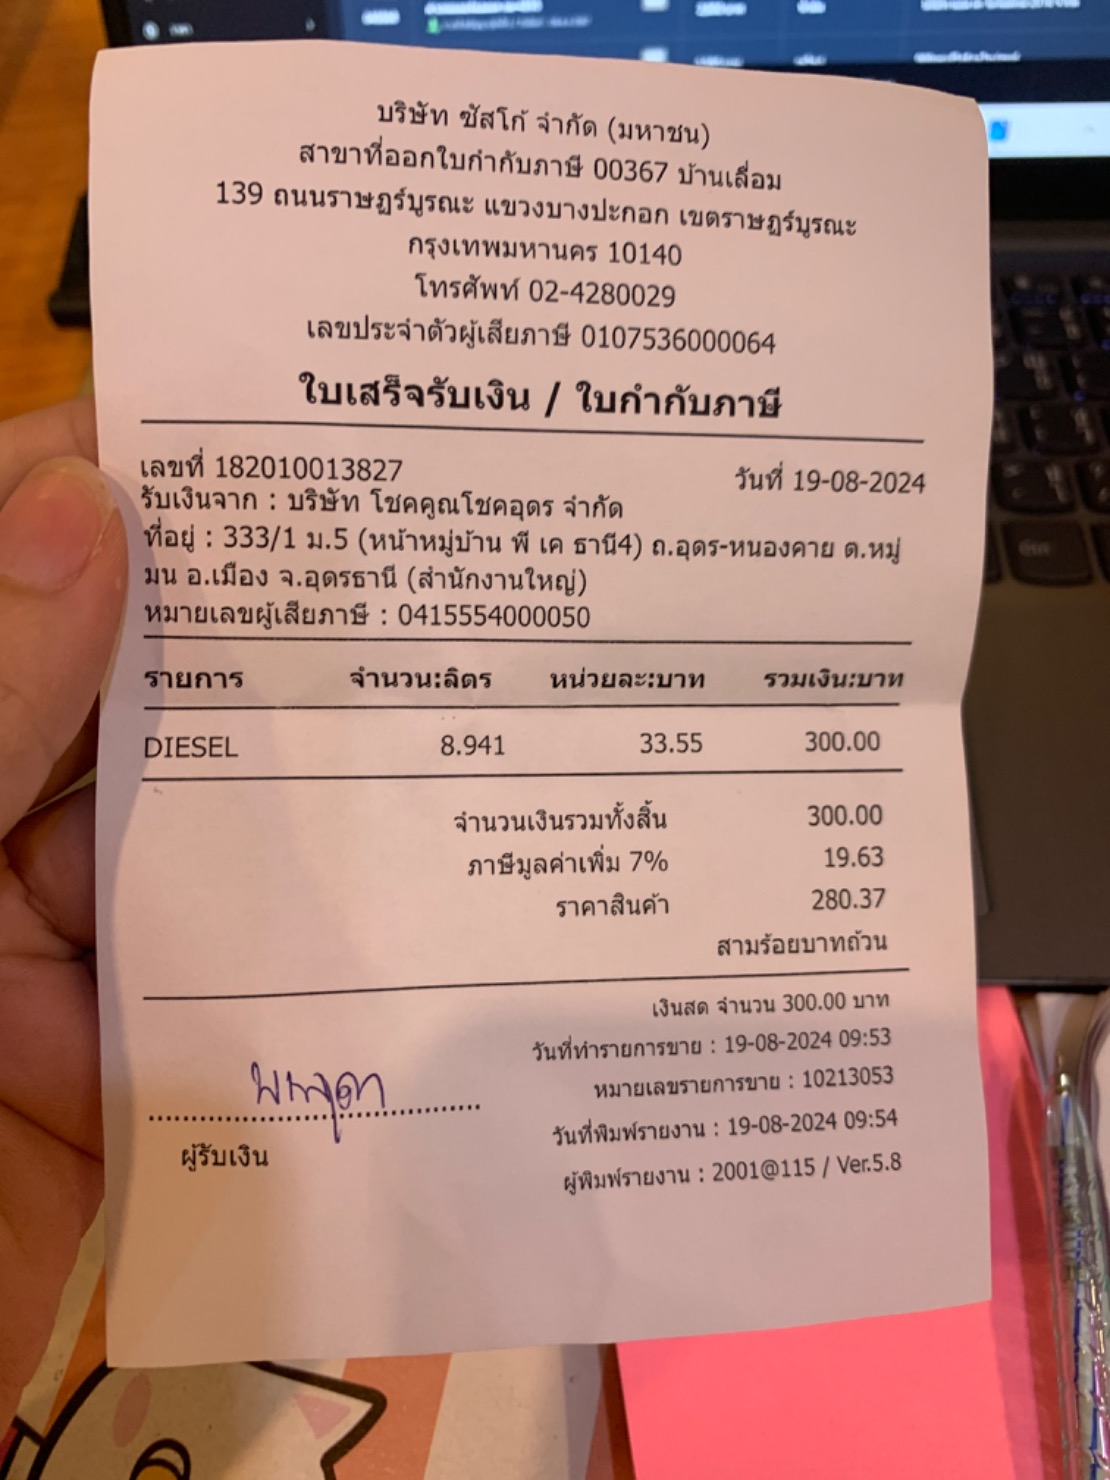 บริษัท ซัสโก้ จำกัด (มหาชน)
สาขาที่ออกใบกำกับภาษี 00367 บ้านเลื่อม
139 ถนนราษฎร์บูรณะ แขวงบางปะกอก เขตราษฎร์บูรณะ
กรุงเทพมหานคร 10140
โทรศัพท์ 02-4280029
เลขประจำตัวผู้เสียภาษี 0107536000064
ใบเสร็จรับเงิน / ใบกำกับภาษี
เลขที่ 182010013827 วันที่ 19-08-2024
รับเงินจาก : บริษัท โชคคูณโชคอุดร จำกัด
ที่อยู่ : 333/1 ม.5 (หน้าหมู่บ้าน พี เค ธานี4) ถ.อุดร-หนองคาย ต.หมู่
มน อ.เมือง จ.อุดรธานี (สำนักงานใหญ่)
หมายเลขผู้เสียภาษี : 0415554000050
รายการ จำนวน:ลิตร หน่วยละ:บาท รวมเงิน:บาท
DIESEL 8.941 33.55 300.00
จำนวนเงินรวมทั้งสิ้น 300.00
ภาษีมูลค่าเพิ่ม 7% 19.63
ราคาสินค้า 280.37
สามร้อยบาทถ้วน
เงินสด จำนวน 300.00 บาท
วันที่ทำรายการขาย : 19-08-2024 09:53
หมายเลขรายการขาย : 10213053
วันที่พิมพ์รายงาน : 19-08-2024 09:54
ผู้รับเงิน
ผู้พิมพ์รายงาน : 2001@115 / Ver.5.8